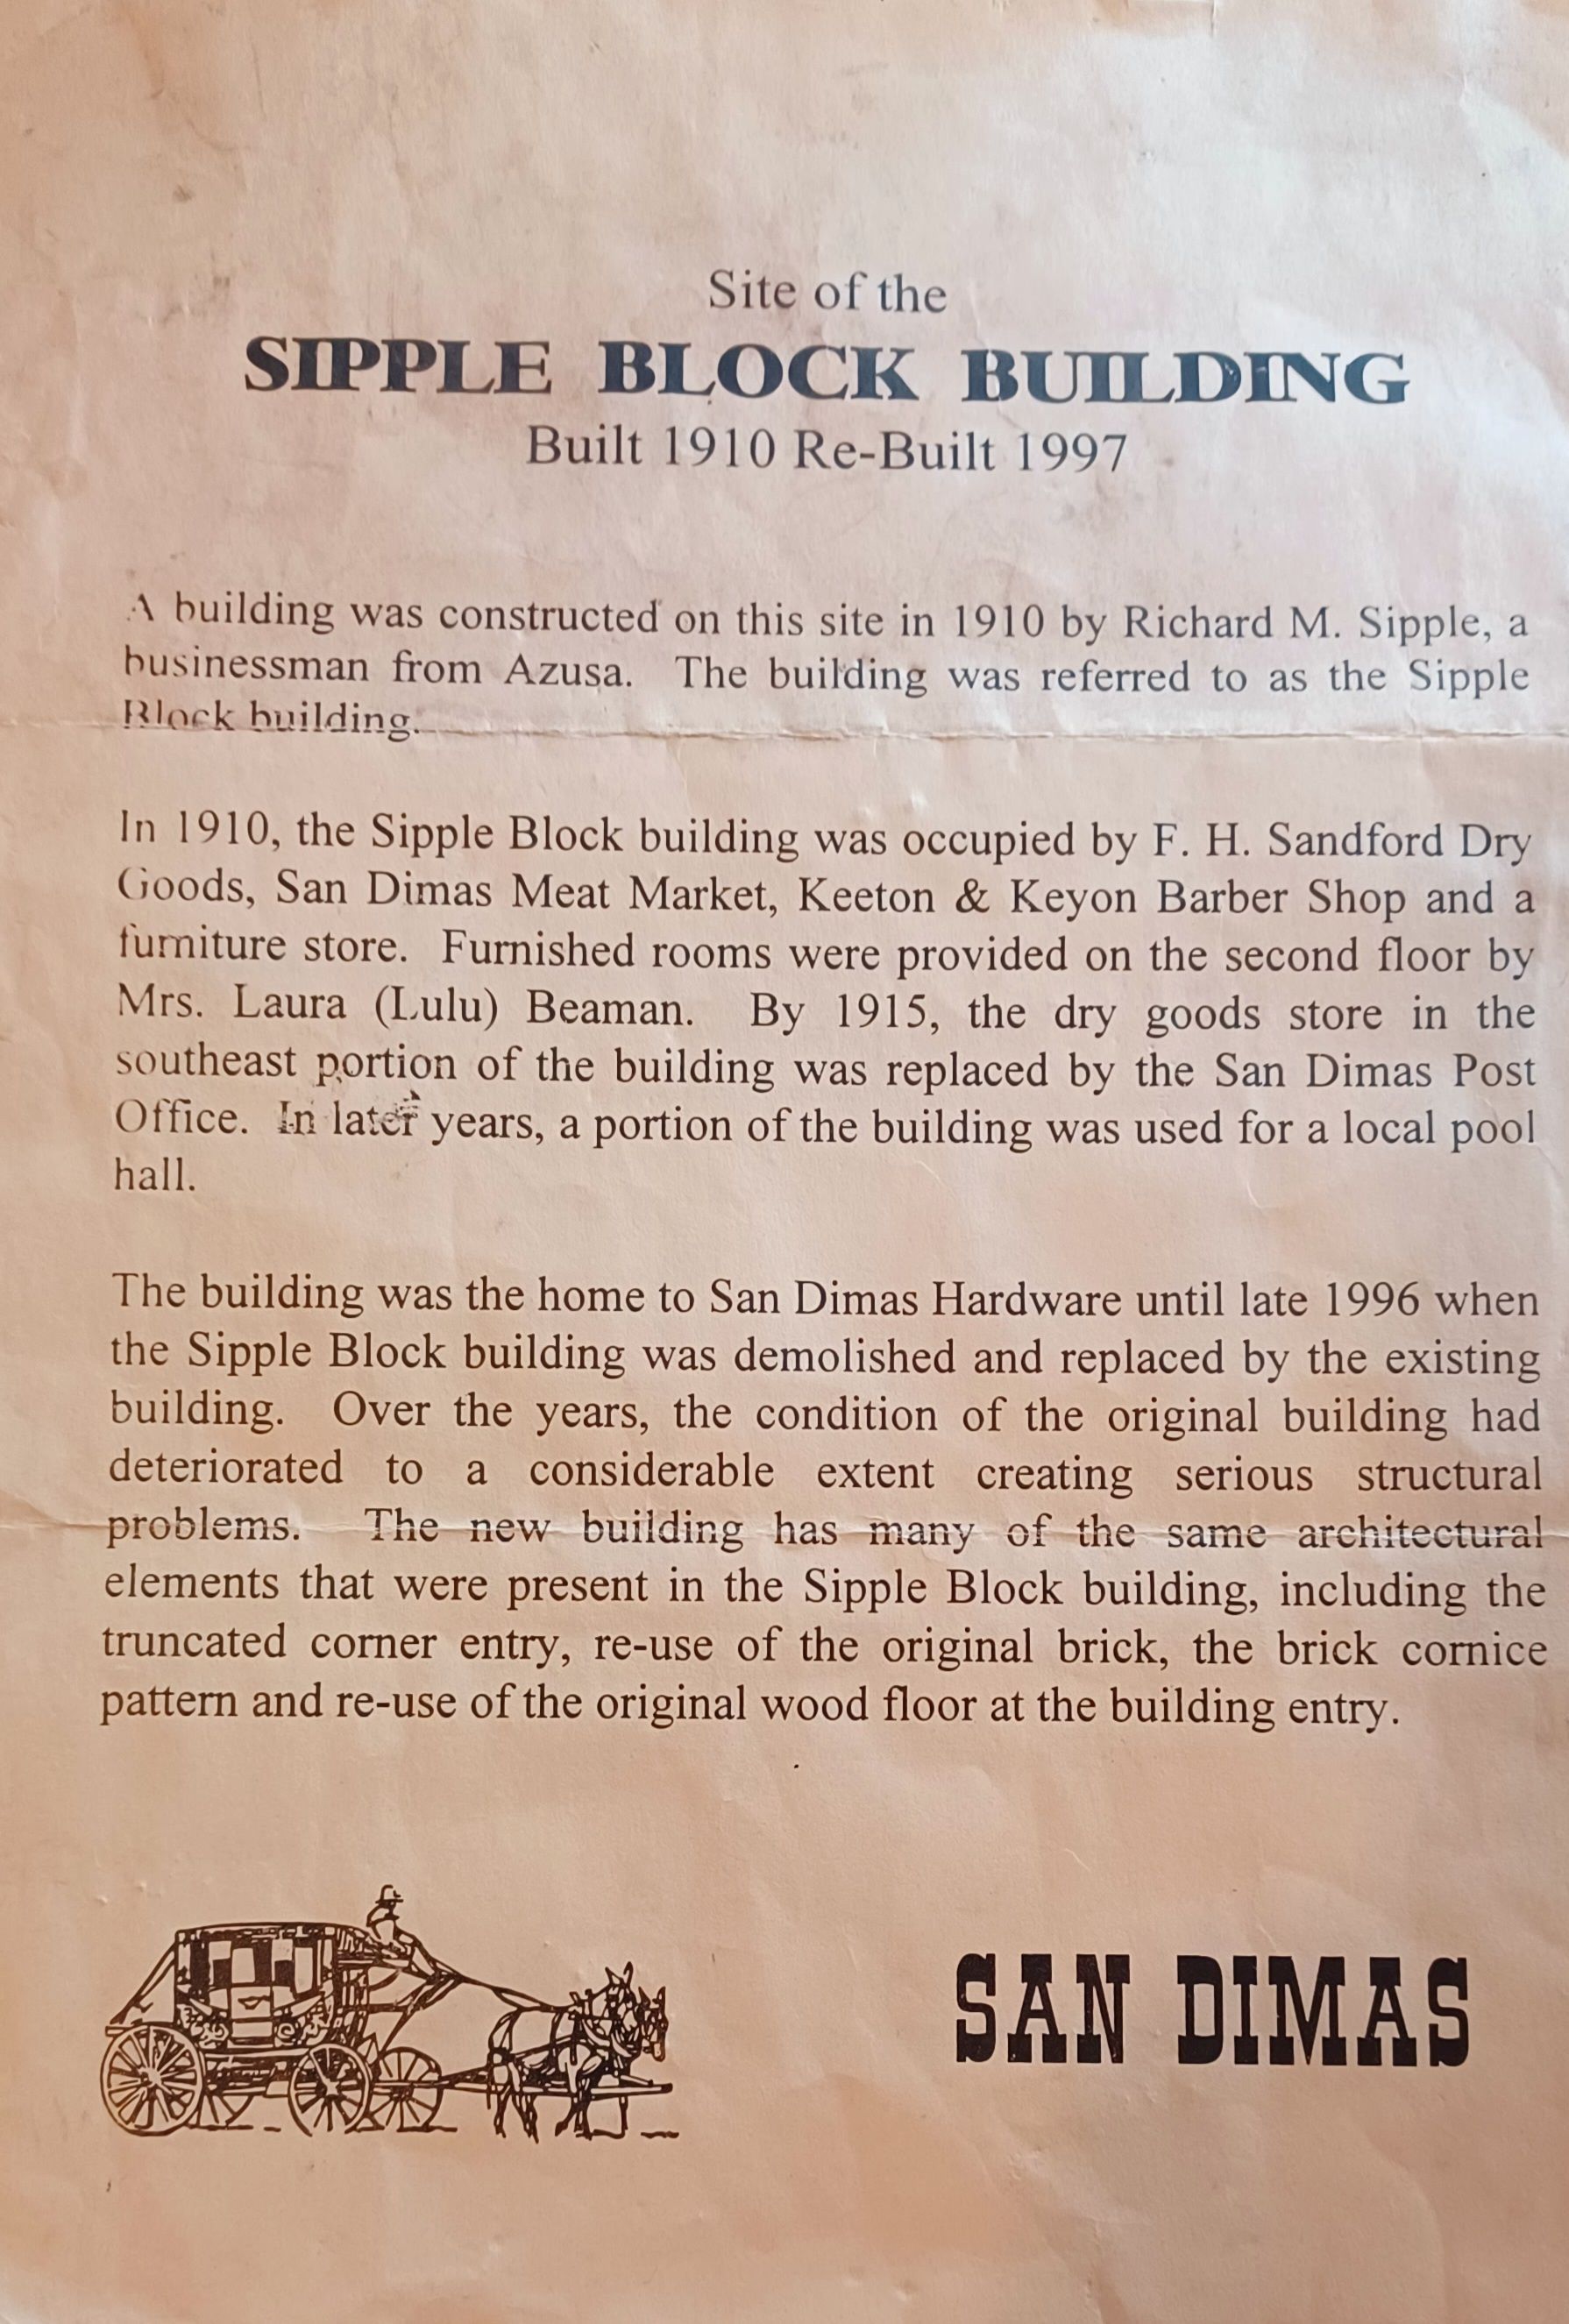 Site of the
SIPPLE BLOCK BUILDING
Built 1910 Re-Built 1997
A building was constructed on this site in 1910 by Richard M. Sipple, a
businessman from Azusa. The building was referred to as the Sipple
Block building.
In 1910, the Sipple Block building was occupied by F. H. Sandford Dry
Goods, San Dimas Meat Market, Keeton & Keyon Barber Shop and a
furniture store. Furnished rooms were provided on the second floor by
Mrs. Laura (Lulu) Beaman. By 1915, the dry goods store in the
southeast portion of the building was replaced by the San Dimas Post
Office. In later years, a portion of the building was used for a local pool
hall.
The building was the home to San Dimas Hardware until late 1996 when
the Sipple Block building was demolished and replaced by the existing
building. Over the years, the condition of the original building had
deteriorated to a considerable extent creating serious structural
problems. The new building has many of the same architectural
elements that were present in the Sipple Block building, including the
truncated corner entry, re-use of the original brick, the brick cornice
pattern and re-use of the original wood floor at the building entry.
SAN DIMAS